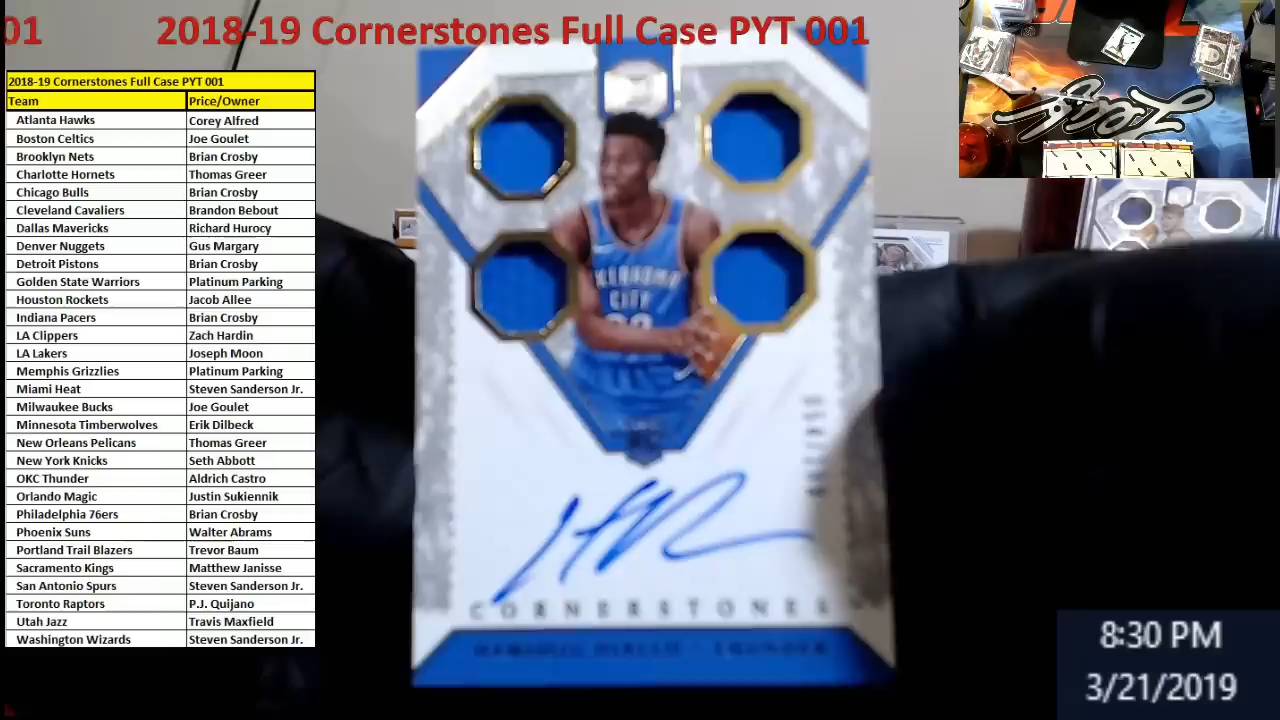 01 2018-19 Cornerstones Full Case PYT 001
2018-19 Cornerstones Full Case PYT 001
Team Price/Owner
Atlanta Hawks Corey Alfred
Boston Celtics Joe Goulet
Brooklyn Nets Brian Crosby
Charlotte Hornets Thomas Greer
Chicago Bulls Brian Crosby
Cleveland Cavaliers Brandon Bebout
Dallas Mavericks Richard Hurocy
Denver Nuggets Gus Margary
Detroit Pistons Brian Crosby
Golden State Warriors Platinum Parking
Houston Rockets Jacob Allee
Indiana Pacers Brian Crosby
LA Clippers Zach Hardin
LA Lakers Joseph Moon
Memphis Grizzlies Platinum Parking
Miami Heat Steven Sanderson Jr.
Milwaukee Bucks Joe Goulet
Minnesota Timberwolves Erik Dilbeck
New Orleans Pelicans Thomas Greer
New York Knicks Seth Abbott
OKC Thunder Aldrich Castro
Orlando Magic Justin Sukiennik
Philadelphia 76ers Brian Crosby
Phoenix Suns Walter Abrams
Portland Trail Blazers Trevor Baum
Sacramento Kings Matthew Janisse
San Antonio Spurs Steven Sanderson Jr.
Toronto Raptors P.J. Quijano
Utah Jazz Travis Maxfield
Washington Wizards Steven Sanderson Jr.
OKLAHOMA
CITY
CORNERSTONES
THUNDER
Leaf
8:30 PM
3/21/2019